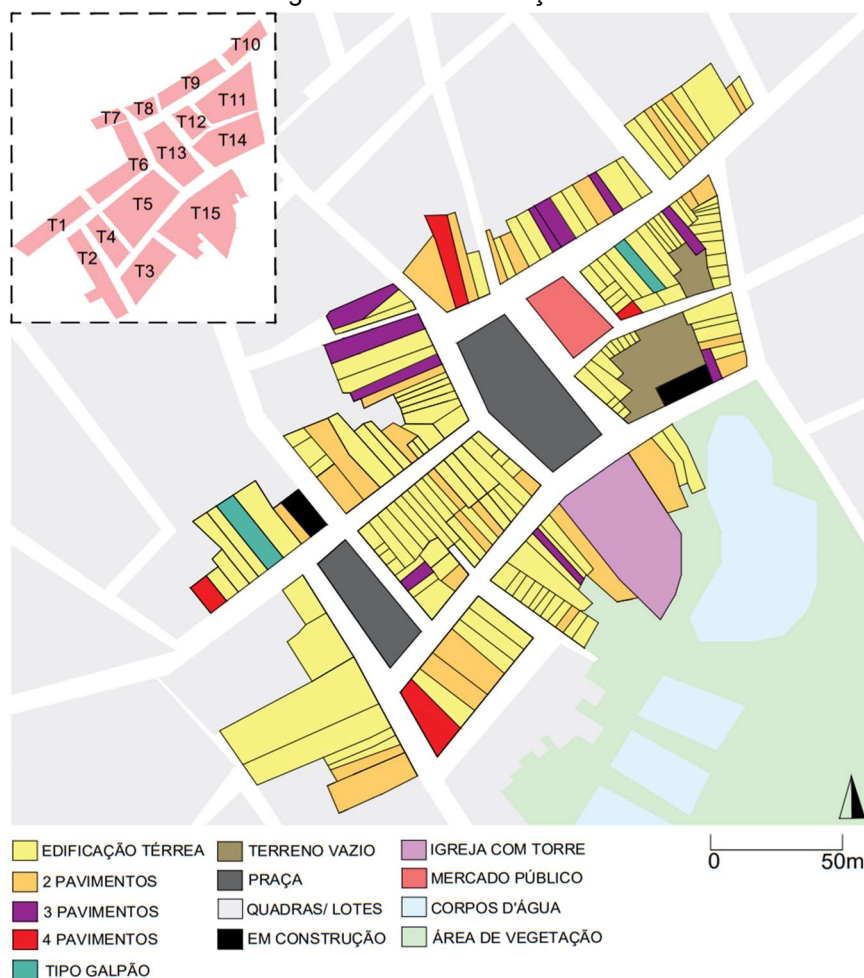 T10
T9
T8
T11
T7
T12
T14
T13
T6
T5
T15
T1
T4
T2
T3
EDIFICAÇÃO TÉRREA
TERRENO VAZIO
IGREJA COM TORRE
2 PAVIMENTOS
PRAÇA
MERCADO PÚBLICO
3 PAVIMENTOS
QUADRAS/ LOTES
CORPOS D'ÁGUA
4 PAVIMENTOS
EM CONSTRUÇÃO
ÁREA DE VEGETAÇÃO
TIPO GALPÃO
0 50m